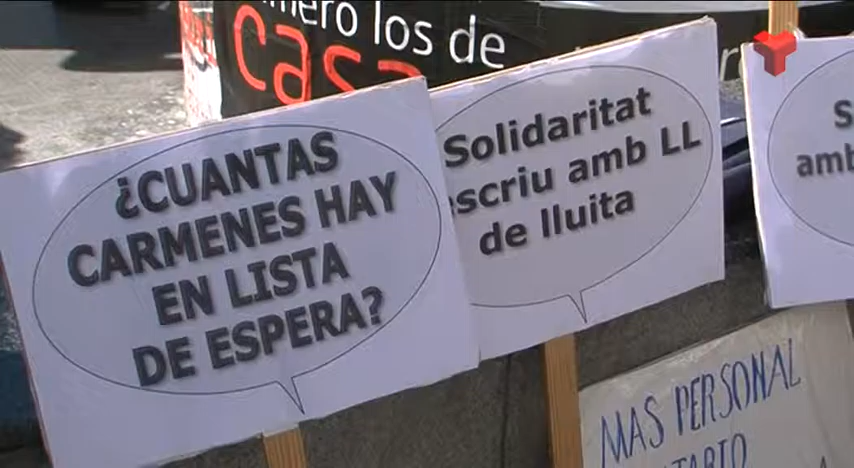 primero los de
casa
¿CUANTAS
CARMENES HAY
EN LISTA
DE ESPERA?
Solidaritat
escriu amb LL
de lluita
S
amb
MAS PERSONAL